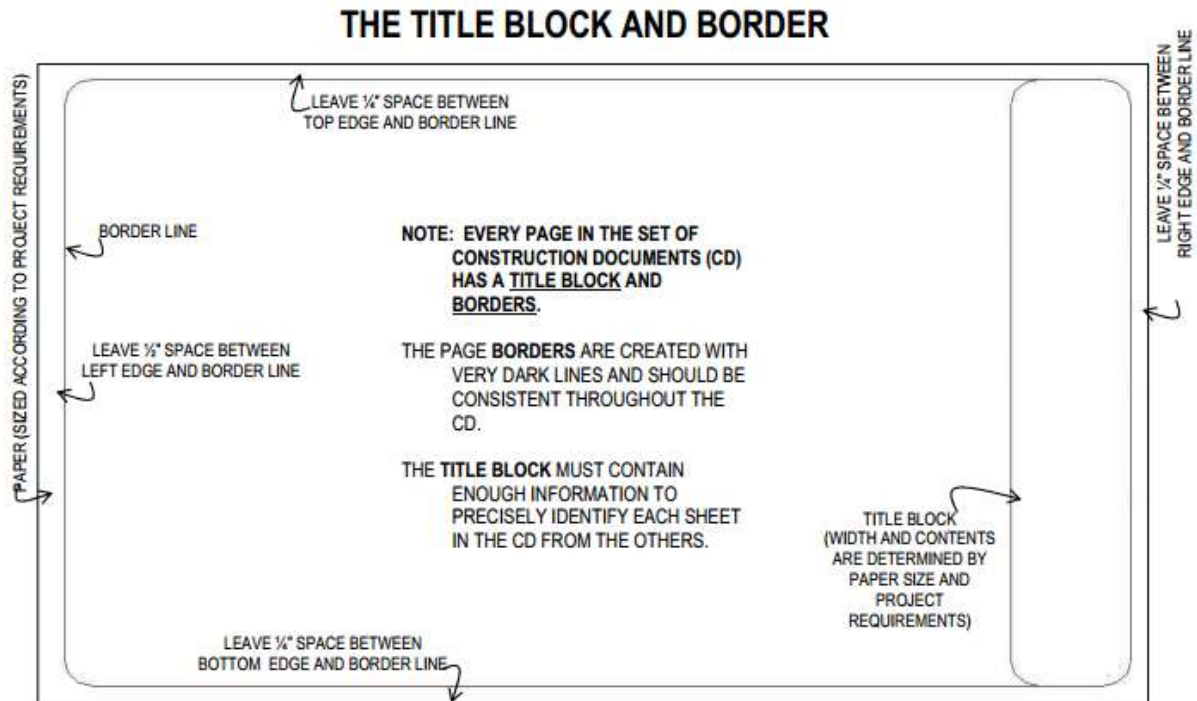 THE TITLE BLOCK AND BORDER
LEAVE ¼" SPACE BETWEEN
TOP EDGE AND BORDER LINE
LEAVE ¼" SPACE BETWEEN
RIGHT EDGE AND BORDER LINE
PAPER (SIZED ACCORDING TO PROJECT REQUIREMENTS)
BORDER LINE
NOTE: EVERY PAGE IN THE SET OF
CONSTRUCTION DOCUMENTS (CD)
HAS A TITLE BLOCK AND
BORDERS.
LEAVE ½" SPACE BETWEEN
LEFT EDGE AND BORDER LINE
THE PAGE BORDERS ARE CREATED WITH
VERY DARK LINES AND SHOULD BE
CONSISTENT THROUGHOUT THE
CD.
THE TITLE BLOCK MUST CONTAIN
ENOUGH INFORMATION TO
PRECISELY IDENTIFY EACH SHEET
IN THE CD FROM THE OTHERS.
TITLE BLOCK
(WIDTH AND CONTENTS
ARE DETERMINED BY
PAPER SIZE AND
PROJECT
REQUIREMENTS)
LEAVE ¼" SPACE BETWEEN
BOTTOM EDGE AND BORDER LINE